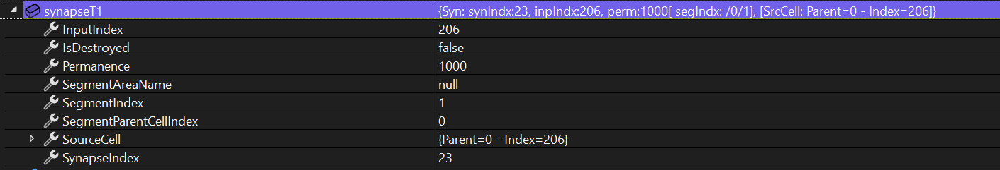 synapseT1 {Syn: synIndx:23, inpIndx:206, perm:1000[ segIndx: /0/1], [SrcCell: Parent=0 - Index=206]}
InputIndex 206
IsDestroyed false
Permanence 1000
SegmentAreaName null
SegmentIndex 1
SegmentParentCellIndex 0
SourceCell {Parent=0 - Index=206}
SynapseIndex 23